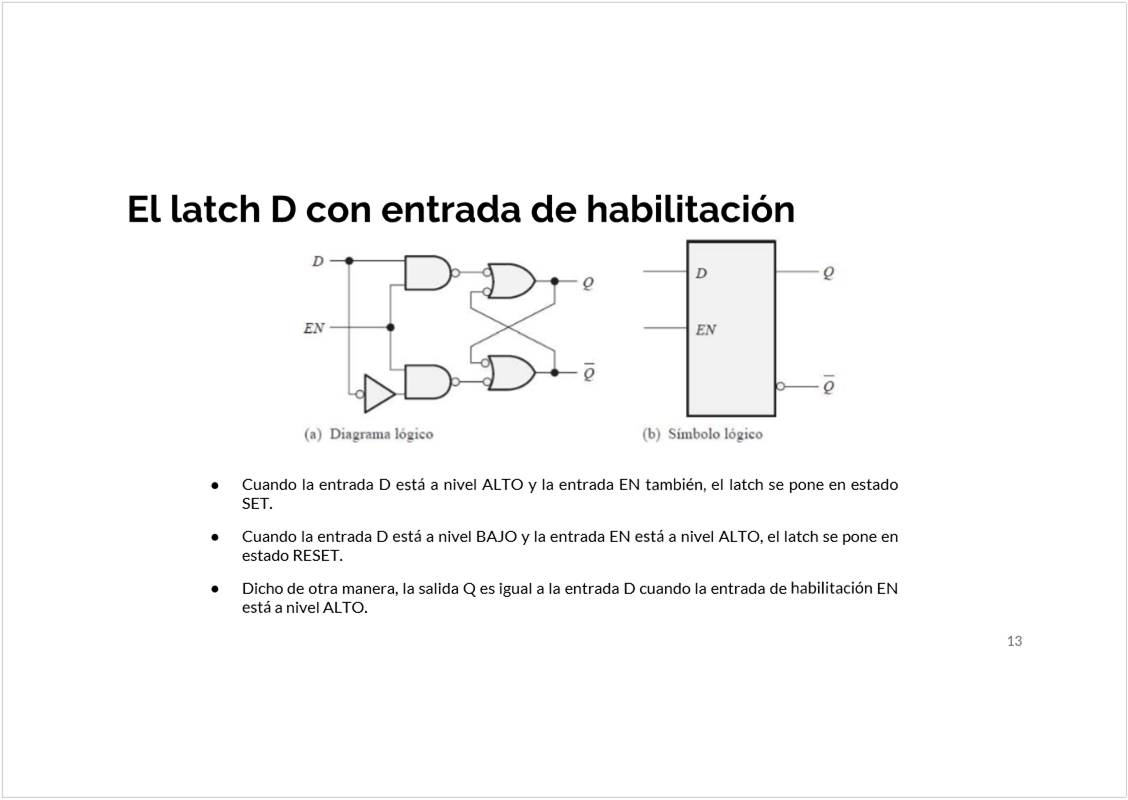 El latch D con entrada de habilitación
D
EN
Q
Q̅
(a) Diagrama lógico
D
EN
Q
Q̅
(b) Símbolo lógico
● Cuando la entrada D está a nivel ALTO y la entrada EN también, el latch se pone en estado
SET.
● Cuando la entrada D está a nivel BAJO y la entrada EN está a nivel ALTO, el latch se pone en
estado RESET.
● Dicho de otra manera, la salida Q es igual a la entrada D cuando la entrada de habilitación EN
está a nivel ALTO.
13